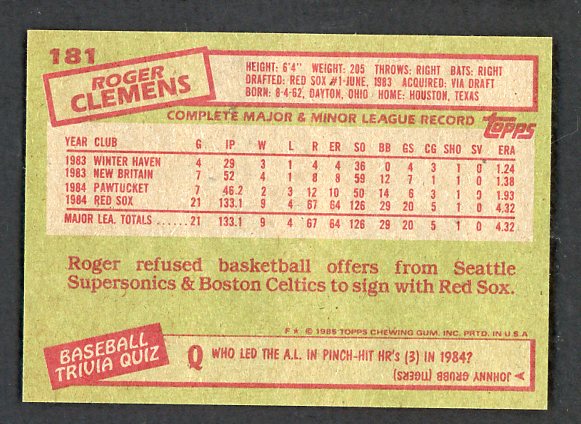 181
ROGER
CLEMENS
HEIGHT: 6'4" WEIGHT: 205 THROWS: RIGHT BATS: RIGHT
DRAFTED: RED SOX #1-JUNE, 1983 ACQUIRED: VIA DRAFT
BORN: 8-4-62, DAYTON, OHIO HOME: HOUSTON, TEXAS
COMPLETE MAJOR & MINOR LEAGUE RECORD topps
YEAR CLUB G IP W L R ER SO BB GS CG SHO SV ERA
1983 WINTER HAVEN 4 29 3 1 4 4 36 0 4 3 1 0 1.24
1983 NEW BRITAIN 7 52 4 1 8 8 59 12 7 1 1 0 1.38
1984 PAWTUCKET 7 46.2 2 3 12 10 50 14 6 3 1 0 1.93
1984 RED SOX 21 133.1 9 4 67 64 126 29 20 5 1 0 4.32
MAJOR LEA. TOTALS ...... 21 133.1 9 4 67 64 126 29 20 5 1 0 4.32
Roger refused basketball offers from Seattle
Supersonics & Boston Celtics to sign with Red Sox.
F★ © 1985 TOPPS CHEWING GUM, INC. PRTD. IN U.S.A
BASEBALL
TRIVIA QUIZ
Q WHO LED THE A.L. IN PINCH-HIT HR's (3) IN 1984?
A JOHNNY GRUBB (TIGERS)